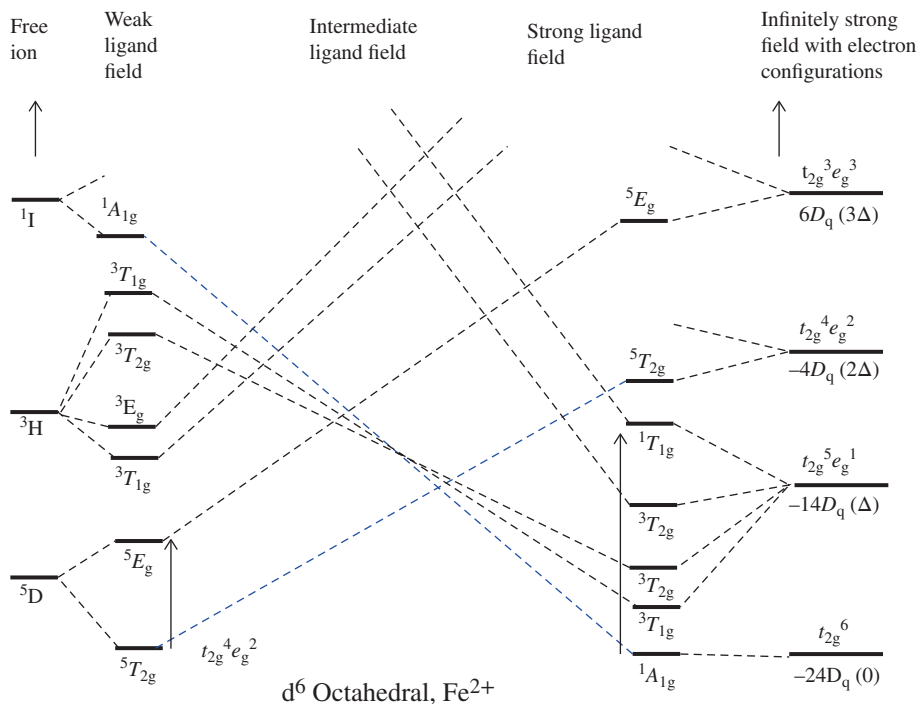 Free
ion
Weak
ligand
field
Intermediate
ligand field
Strong ligand
field
Infinitely strong
field with electron
configurations
¹I
¹A₁g
³T₁g
³T₂g
³H
³Eg
³T₁g
⁵Eg
⁵D
⁵T₂g
t₂g⁴eg²
⁵Eg
⁵T₂g
¹T₁g
³T₂g
³T₂g
³T₁g
¹A₁g
t₂g³eg³
6Dq (3Δ)
t₂g⁴eg²
–4Dq (2Δ)
t₂g⁵eg¹
–14Dq (Δ)
t₂g⁶
–24Dq (0)
d⁶ Octahedral, Fe²⁺